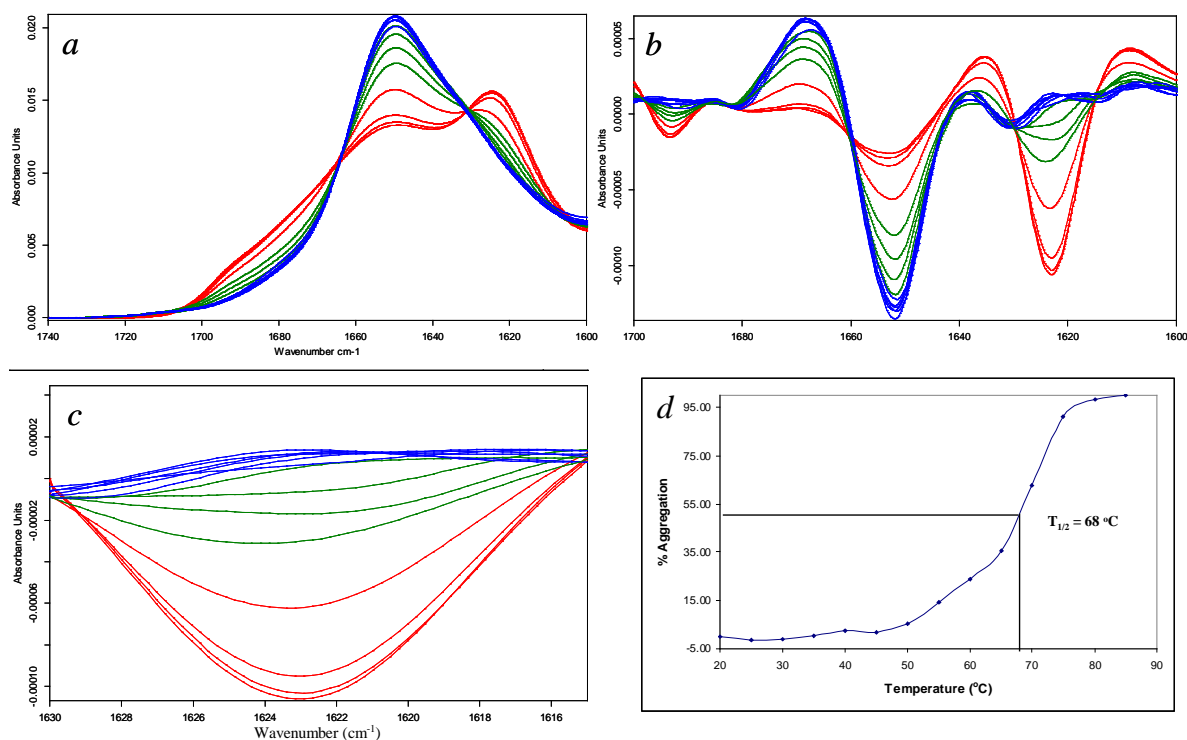 a
Absorbance Units
0.020
0.015
0.010
0.005
0.000
1740 1720 1700 1680 1660 1640 1620 1600
Wavenumber cm-1
b
Absorbance Units
0.00005
0.00000
-0.00005
-0.00010
1700 1680 1660 1640 1620 1600
c
Absorbance Units
0.00002
-0.00002
-0.00006
-0.00010
1630 1628 1626 1624 1622 1620 1618 1616
Wavenumber (cm-1)
d
% Aggregation
95.00
75.00
55.00
35.00
15.00
-5.00
T1/2 = 68 oC
20 30 40 50 60 70 80 90
Temperature (oC)